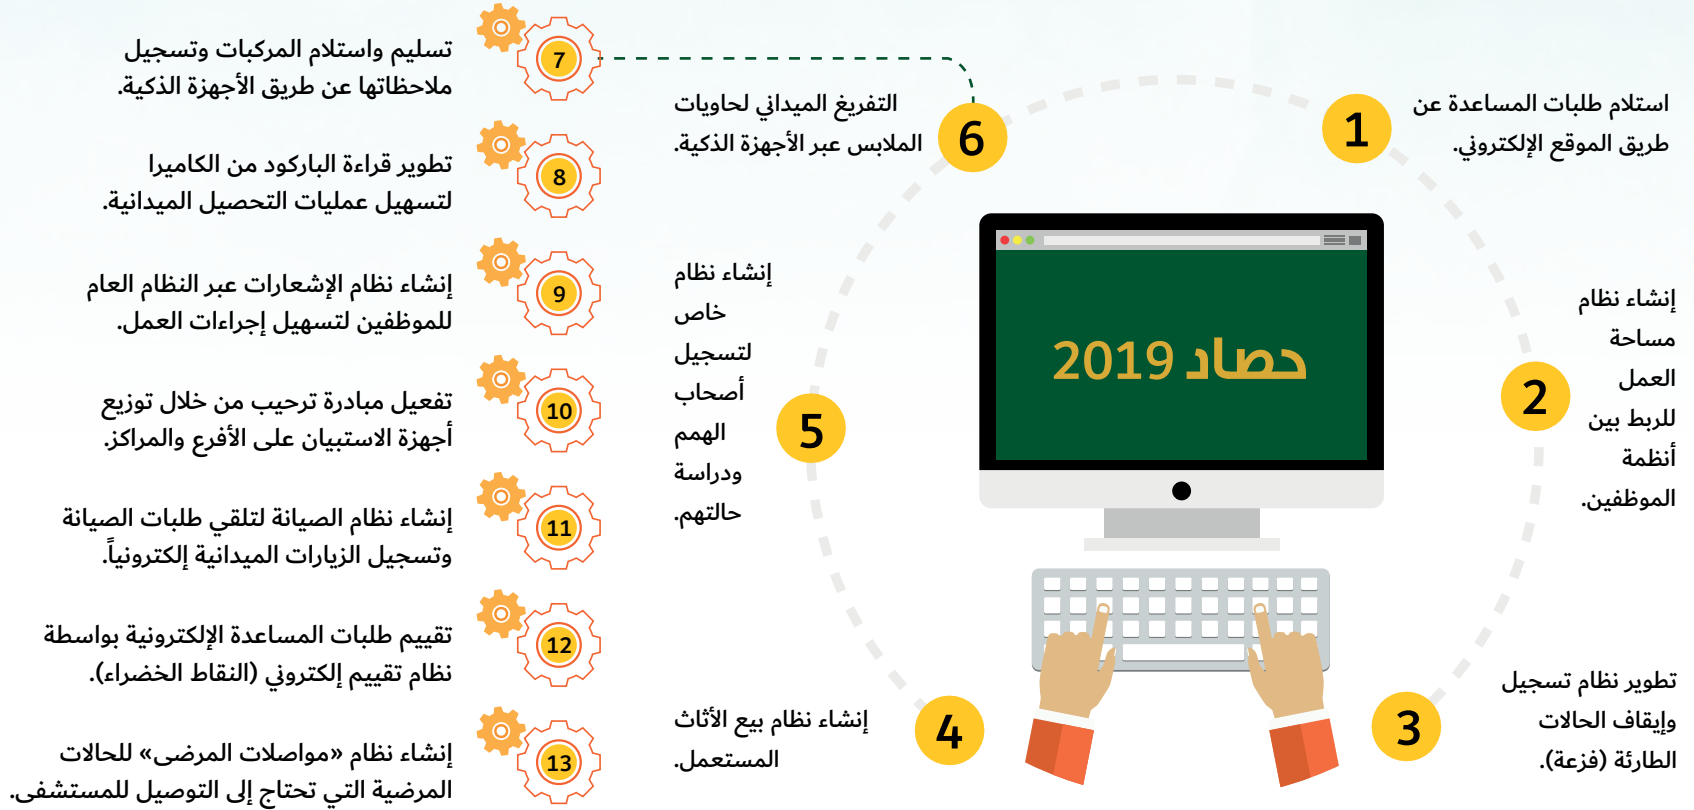 حصاد 2019
1
استلام طلبات المساعدة عن
طريق الموقع الإلكتروني.
2
إنشاء نظام
مساحة
العمل
للربط بين
أنظمة
الموظفين.
3
تطوير نظام تسجيل
وإيقاف الحالات
الطارئة (فزعة).
4
إنشاء نظام بيع الأثاث
المستعمل.
5
إنشاء نظام
خاص
لتسجيل
أصحاب
الهمم
ودراسة
حالتهم.
6
التفريغ الميداني لحاويات
الملابس عبر الأجهزة الذكية.
7
تسليم واستلام المركبات وتسجيل
ملاحظاتها عن طريق الأجهزة الذكية.
8
تطوير قراءة الباركود من الكاميرا
لتسهيل عمليات التحصيل الميدانية.
9
إنشاء نظام الإشعارات عبر النظام العام
للموظفين لتسهيل إجراءات العمل.
10
تفعيل مبادرة ترحيب من خلال توزيع
أجهزة الاستبيان على الأفرع والمراكز.
11
إنشاء نظام الصيانة لتلقي طلبات الصيانة
وتسجيل الزيارات الميدانية إلكترونياً.
12
تقييم طلبات المساعدة الإلكترونية بواسطة
نظام تقييم إلكتروني (النقاط الخضراء).
13
إنشاء نظام «مواصلات المرضى» للحالات
المرضية التي تحتاج إلى التوصيل للمستشفى.